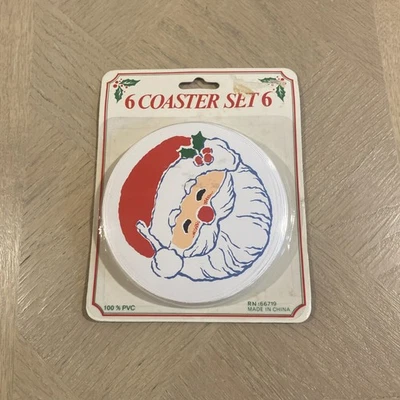 6 COASTER SET 6
100% PVC
RN:66719
MADE IN CHINA